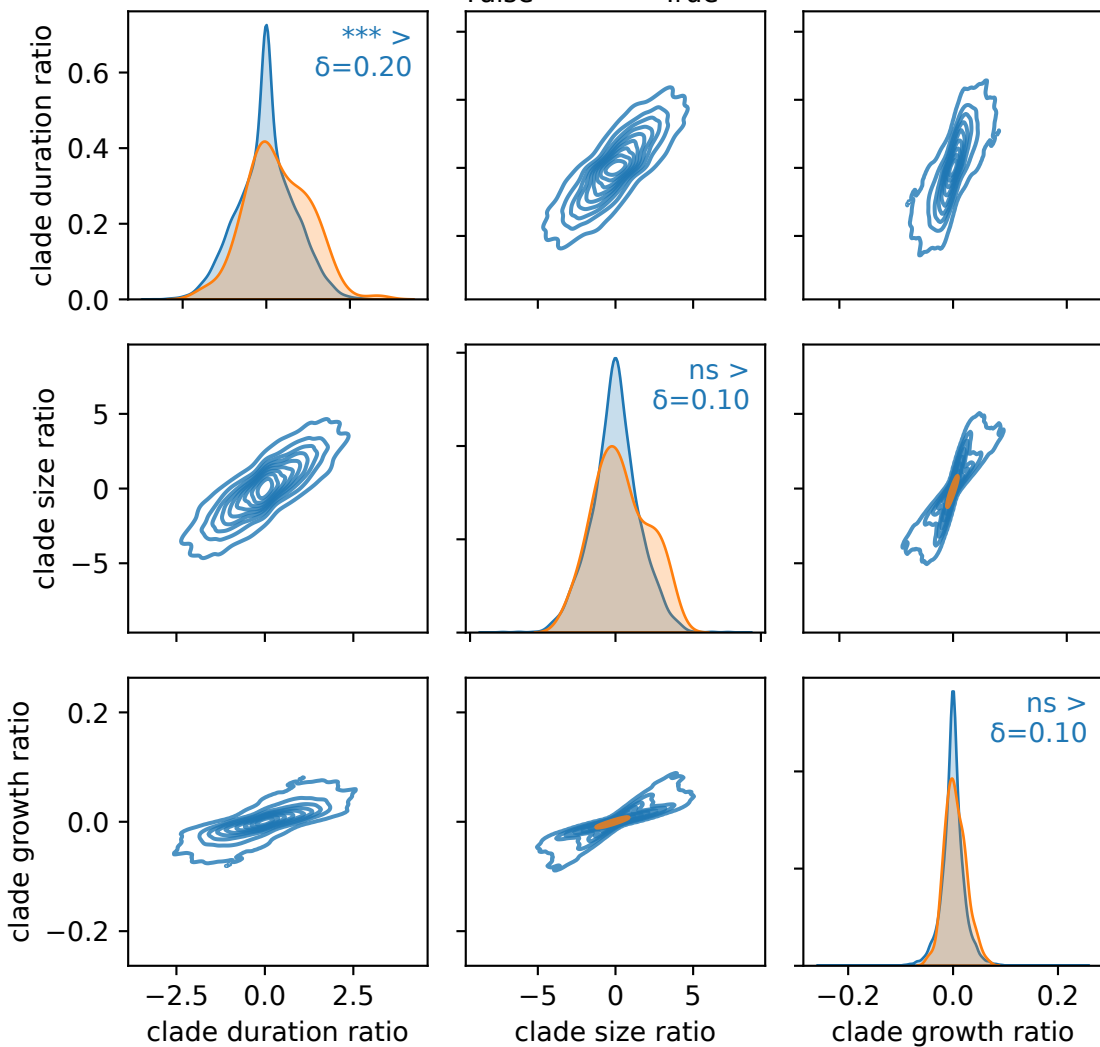 True
clade duration ratio
0.6
0.4
0.2
0.0
*** >
δ=0.20
clade size ratio
5
0
−5
ns >
δ=0.10
clade growth ratio
0.2
0.0
−0.2
ns >
δ=0.10
−2.5 0.0 2.5
clade duration ratio
−5 0 5
clade size ratio
−0.2 0.0 0.2
clade growth ratio